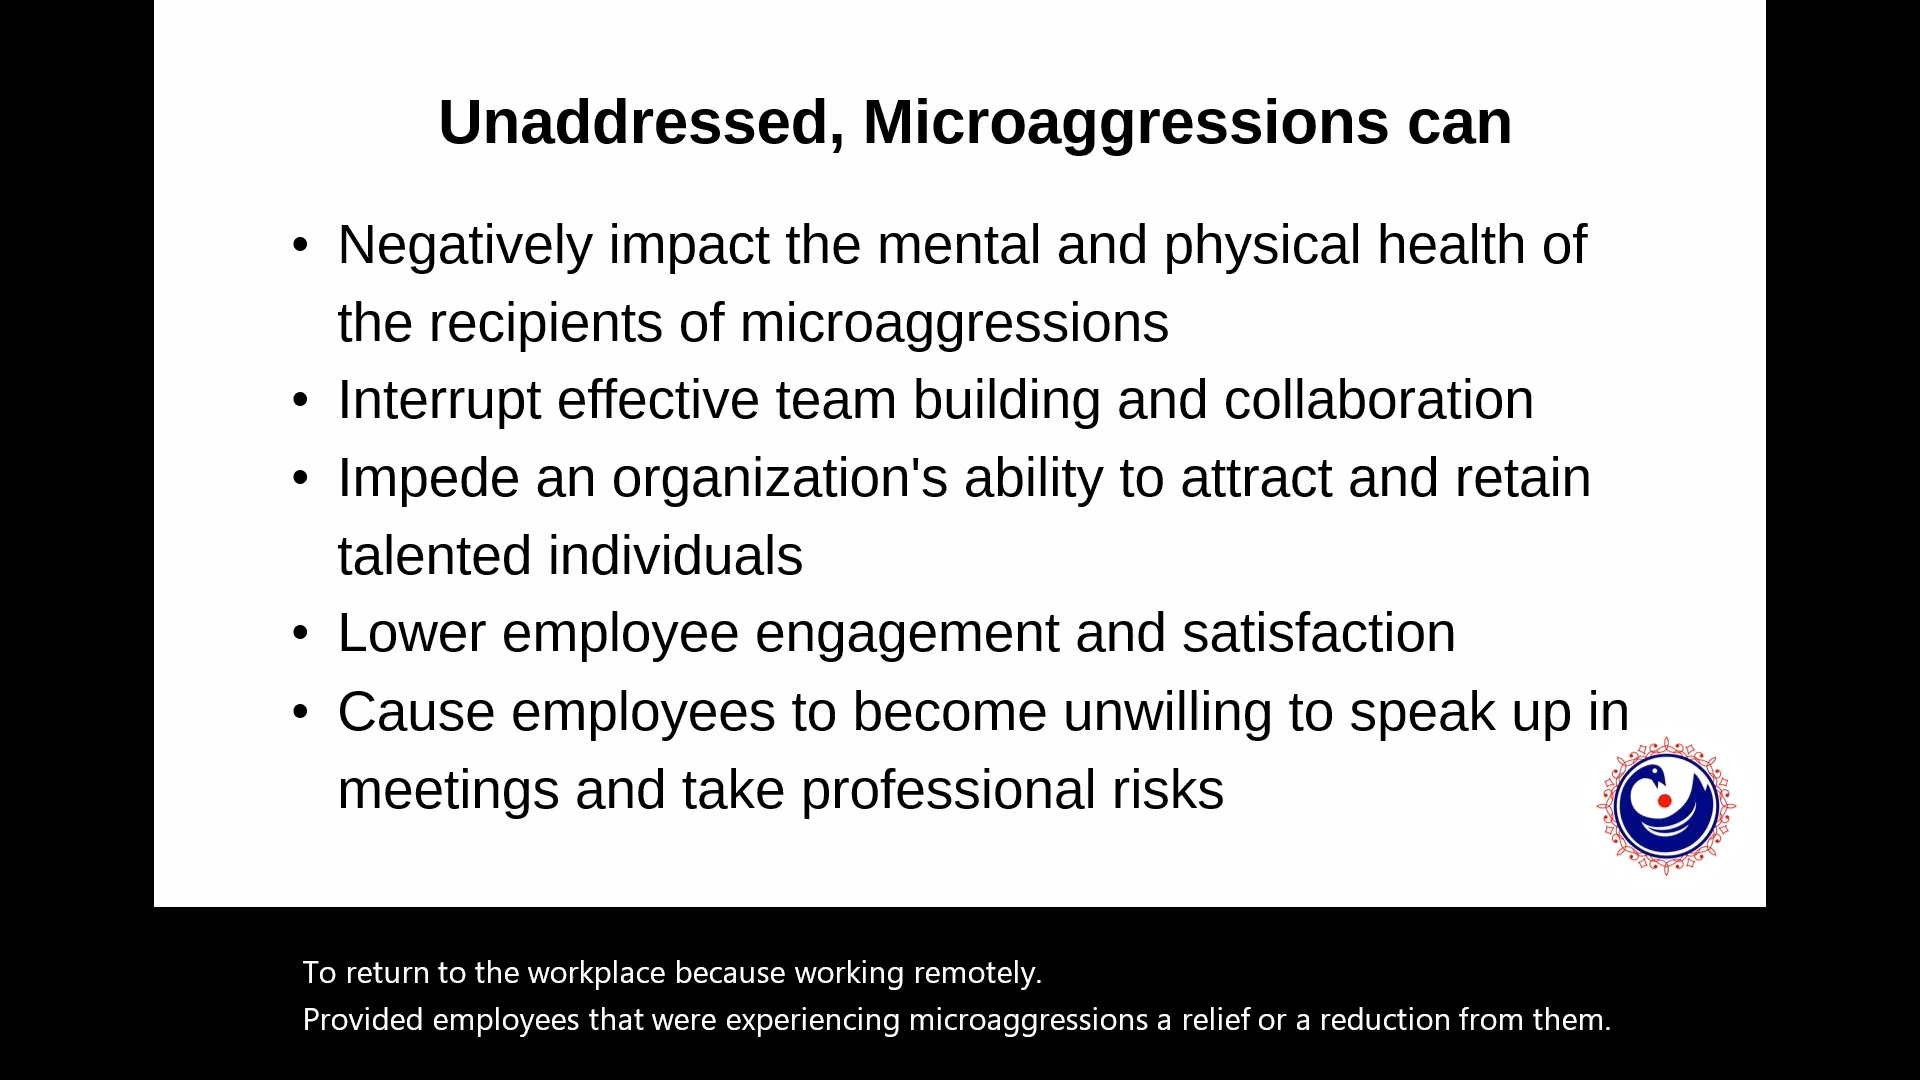 Unaddressed, Microaggressions can
• Negatively impact the mental and physical health of
the recipients of microaggressions
• Interrupt effective team building and collaboration
• Impede an organization's ability to attract and retain
talented individuals
• Lower employee engagement and satisfaction
• Cause employees to become unwilling to speak up in
meetings and take professional risks
To return to the workplace because working remotely.
Provided employees that were experiencing microaggressions a relief or a reduction from them.